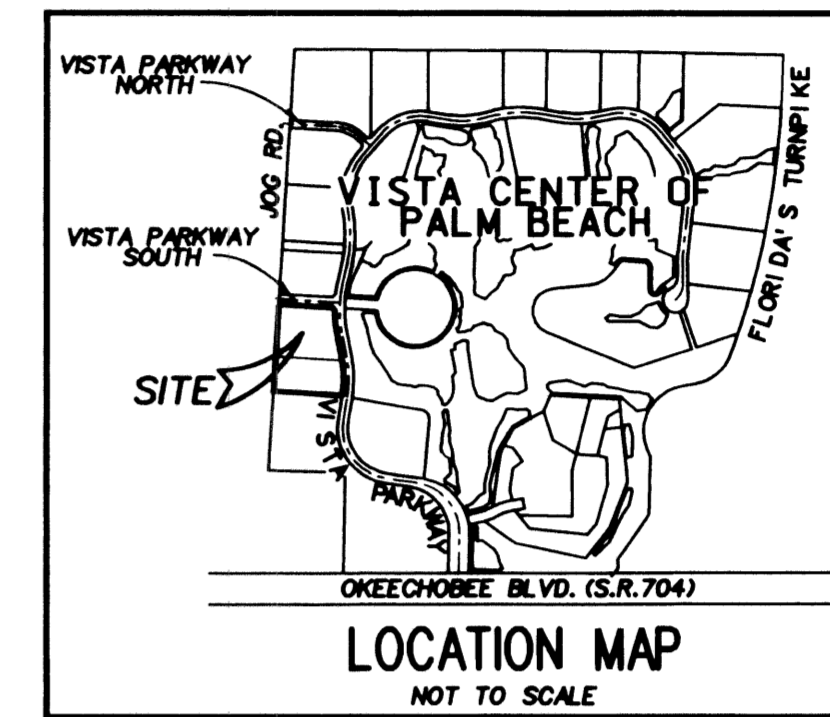 VISTA PARKWAY
NORTH
JOG RD.
VISTA CENTER OF
PALM BEACH
FLORIDA'S TURNPIKE
VISTA PARKWAY
SOUTH
SITE
VISTA PARKWAY
OKEECHOBEE BLVD. (S.R.704)
LOCATION MAP
NOT TO SCALE